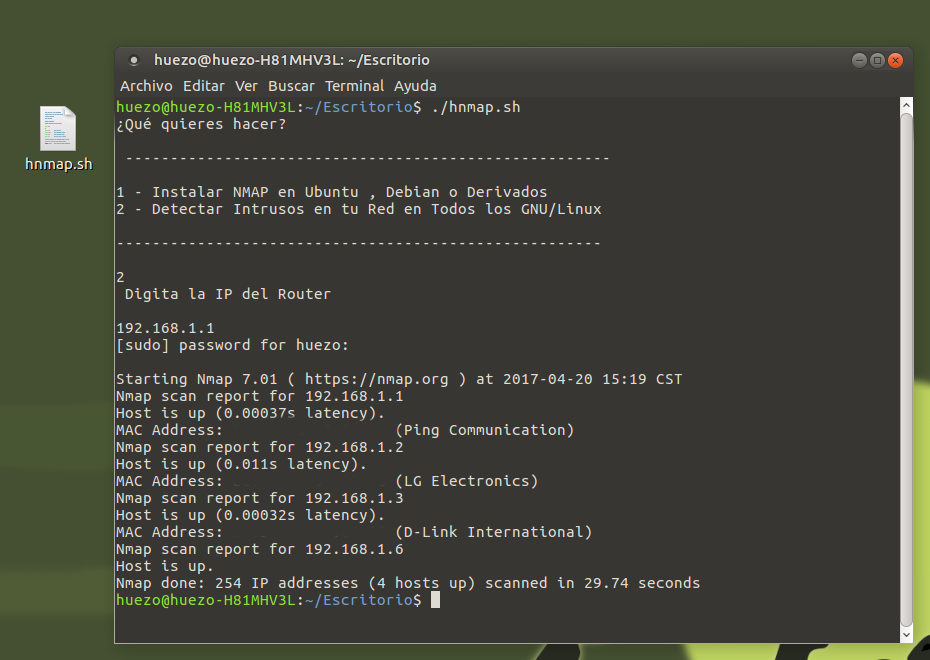 huezo@huezo-H81MHV3L: ~/Escritorio
Archivo Editar Ver Buscar Terminal Ayuda
hnmap.sh
huezo@huezo-H81MHV3L:~/Escritorio$ ./hnmap.sh
¿Qué quieres hacer?
------------------------------------------------------
1 - Instalar NMAP en Ubuntu , Debian o Derivados
2 - Detectar Intrusos en tu Red en Todos los GNU/Linux
------------------------------------------------------
2
Digita la IP del Router
192.168.1.1
[sudo] password for huezo:
Starting Nmap 7.01 ( https://nmap.org ) at 2017-04-20 15:19 CST
Nmap scan report for 192.168.1.1
Host is up (0.00037s latency).
MAC Address: (Ping Communication)
Nmap scan report for 192.168.1.2
Host is up (0.011s latency).
MAC Address: (LG Electronics)
Nmap scan report for 192.168.1.3
Host is up (0.00032s latency).
MAC Address: (D-Link International)
Nmap scan report for 192.168.1.6
Host is up.
Nmap done: 254 IP addresses (4 hosts up) scanned in 29.74 seconds
huezo@huezo-H81MHV3L:~/Escritorio$